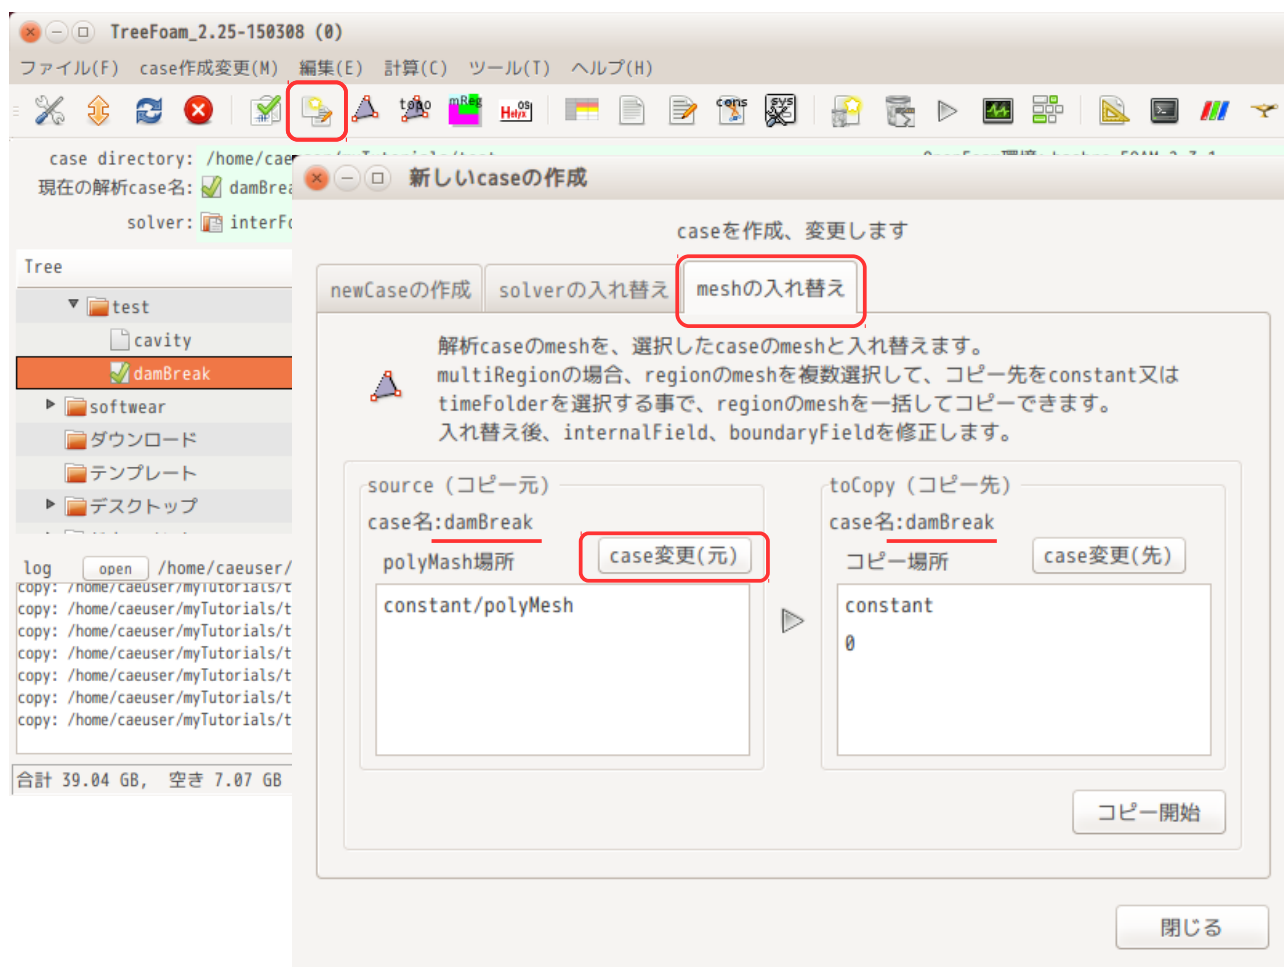 TreeFoam_2.25-150308 (0)
ファイル(F) case作成変更(M) 編集(E) 計算(C) ツール(T) ヘルプ(H)
topo mReg Helyx OS cons sys
case directory: /home/cae
現在の解析case名: damBrea
solver: interFo
Tree
test
cavity
damBreak
softwear
ダウンロード
テンプレート
デスクトップ
log open /home/caeuser/
copy: /home/caeuser/myTutorials/t
copy: /home/caeuser/myTutorials/t
copy: /home/caeuser/myTutorials/t
copy: /home/caeuser/myTutorials/t
copy: /home/caeuser/myTutorials/t
copy: /home/caeuser/myTutorials/t
copy: /home/caeuser/myTutorials/t
合計 39.04 GB, 空き 7.07 GB
新しいcaseの作成
caseを作成、変更します
newCaseの作成 solverの入れ替え meshの入れ替え
解析caseのmeshを、選択したcaseのmeshと入れ替えます。
multiRegionの場合、regionのmeshを複数選択して、コピー先をconstant又は
timeFolderを選択する事で、regionのmeshを一括してコピーできます。
入れ替え後、internalField、boundaryFieldを修正します。
source (コピー元)
case名:damBreak
polyMash場所 case変更(元)
constant/polyMesh
toCopy (コピー先)
case名:damBreak
コピー場所 case変更(先)
constant
0
コピー開始
閉じる